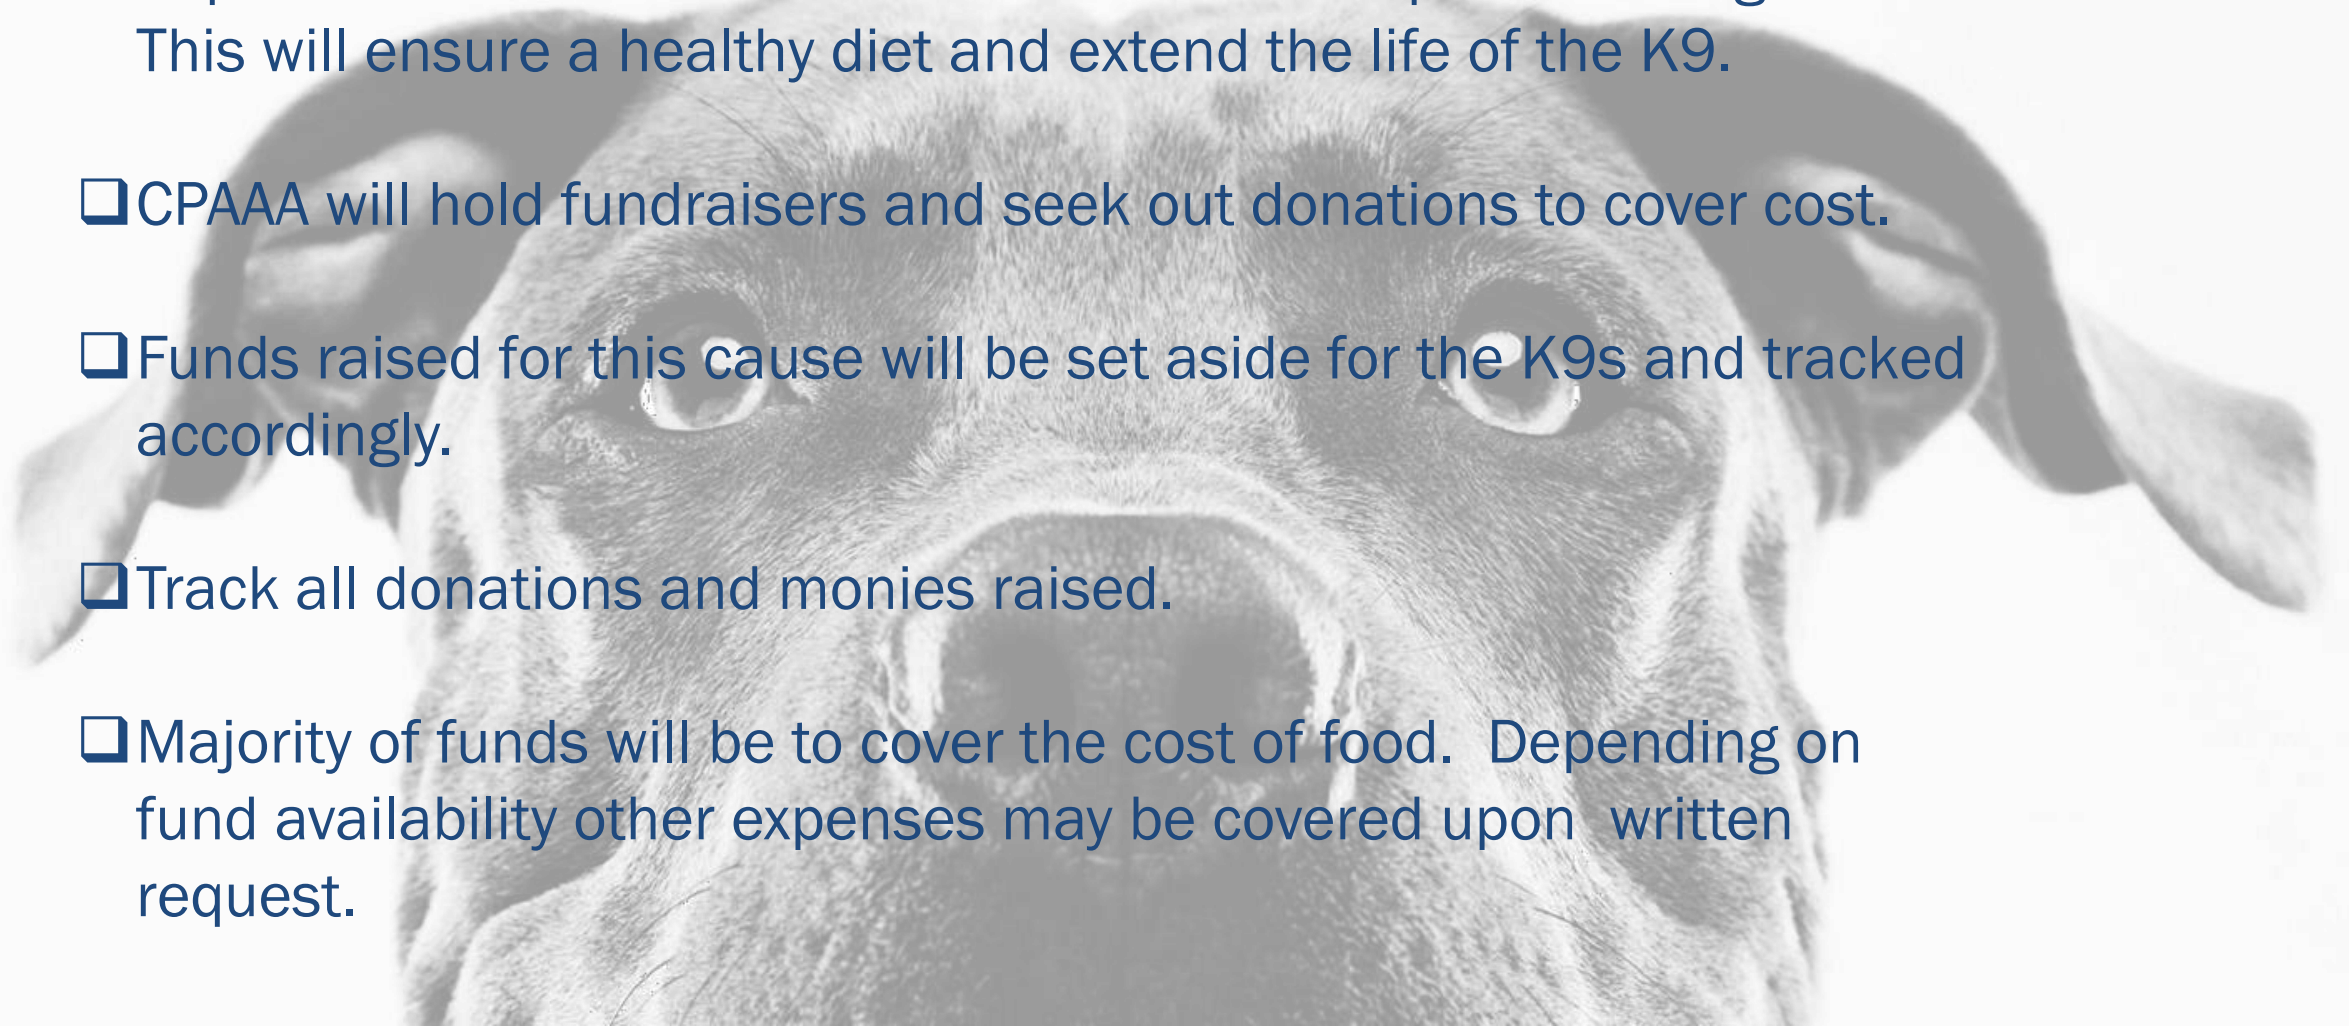 This will ensure a healthy diet and extend the life of the K9.
❑CPAAA will hold fundraisers and seek out donations to cover cost.
❑Funds raised for this cause will be set aside for the K9s and tracked
accordingly.
❑Track all donations and monies raised.
❑Majority of funds will be to cover the cost of food.  Depending on
fund availability other expenses may be covered upon  written
request.